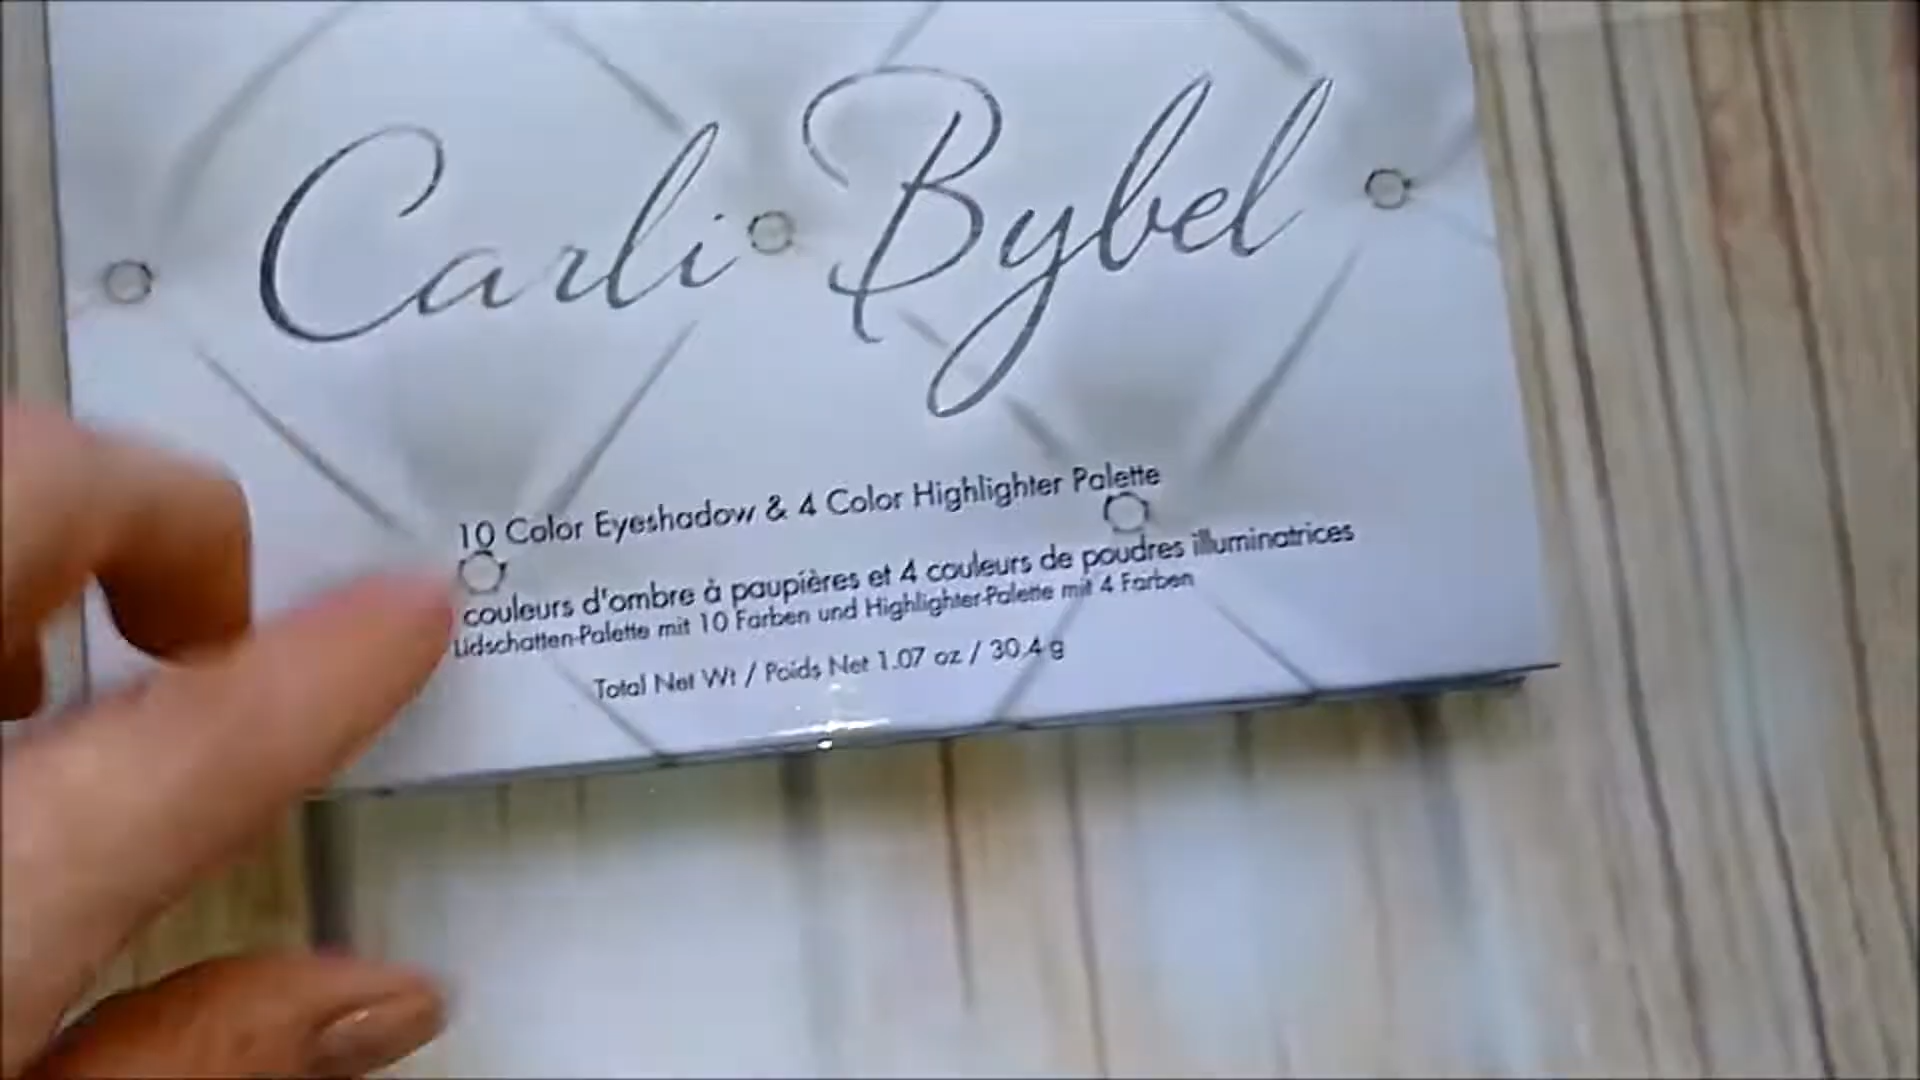 Carli Bybel
10 Color Eyeshadow & 4 Color Highlighter Palette
couleurs d'ombre à paupières et 4 couleurs de poudres illuminatrices
Lidschatten-Palette mit 10 Farben und Highlighter-Palette mit 4 Farben
Total Net Wt / Poids Net 1.07 oz / 30.4 g